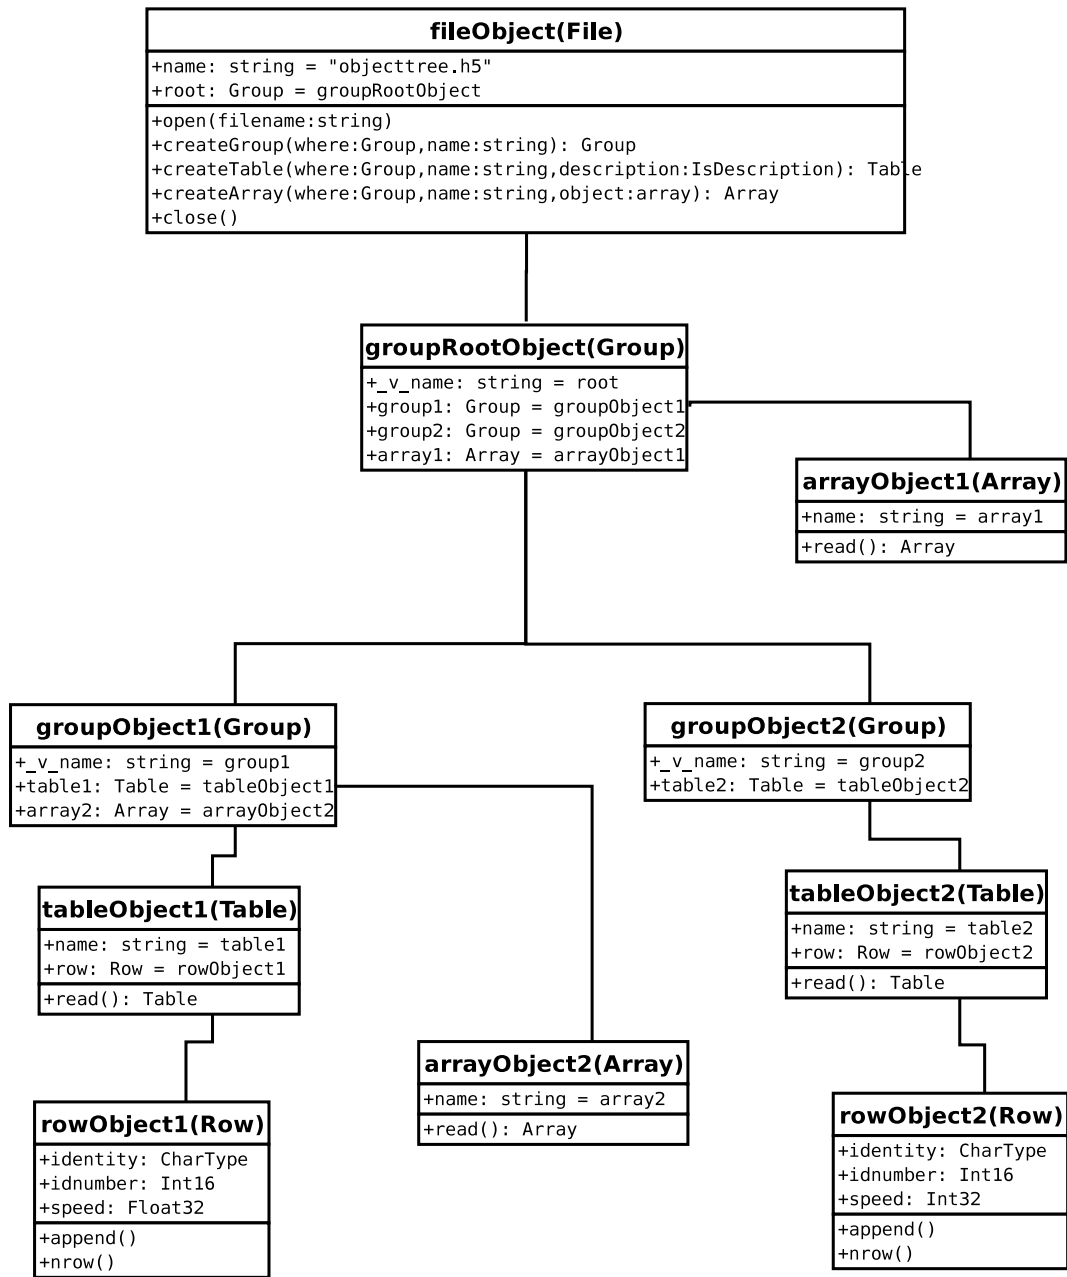 fileObject(File)
+name: string = "objecttree.h5"
+root: Group = groupRootObject
+open(filename:string)
+createGroup(where:Group,name:string): Group
+createTable(where:Group,name:string,description:IsDescription): Table
+createArray(where:Group,name:string,object:array): Array
+close()
groupRootObject(Group)
+_v_name: string = root
+group1: Group = groupObject1
+group2: Group = groupObject2
+array1: Array = arrayObject1
arrayObject1(Array)
+name: string = array1
+read(): Array
groupObject1(Group)
+_v_name: string = group1
+table1: Table = tableObject1
+array2: Array = arrayObject2
groupObject2(Group)
+_v_name: string = group2
+table2: Table = tableObject2
tableObject1(Table)
+name: string = table1
+row: Row = rowObject1
+read(): Table
tableObject2(Table)
+name: string = table2
+row: Row = rowObject2
+read(): Table
arrayObject2(Array)
+name: string = array2
+read(): Array
rowObject1(Row)
+identity: CharType
+idnumber: Int16
+speed: Float32
+append()
+nrow()
rowObject2(Row)
+identity: CharType
+idnumber: Int16
+speed: Int32
+append()
+nrow()